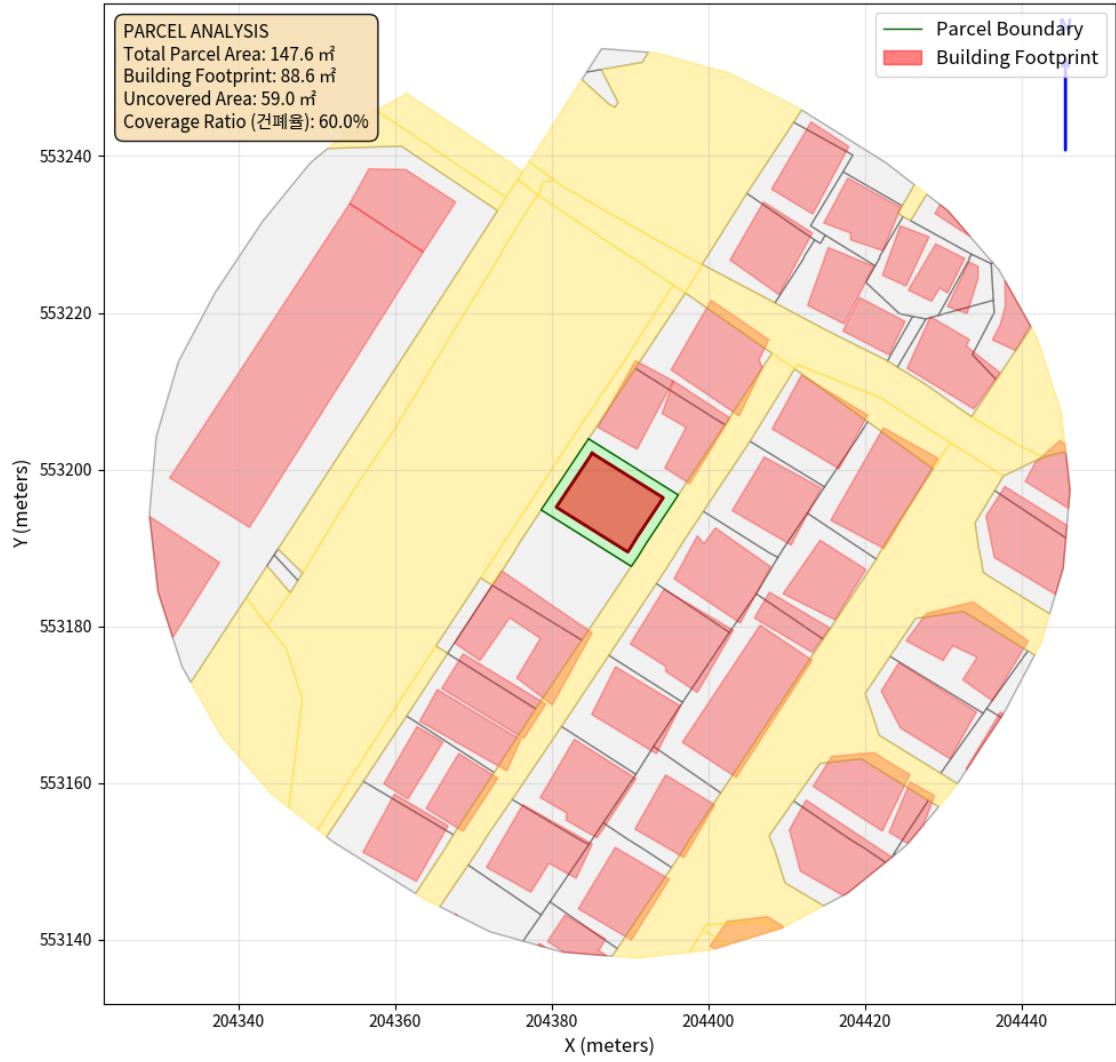 PARCEL ANALYSIS
Total Parcel Area: 147.6 ㎡
Building Footprint: 88.6 ㎡
Uncovered Area: 59.0 ㎡
Coverage Ratio (건폐율): 60.0%
N
Parcel Boundary
Building Footprint
553240
553220
553200
553180
553160
553140
Y (meters)
204340
204360
204380
204400
204420
204440
X (meters)